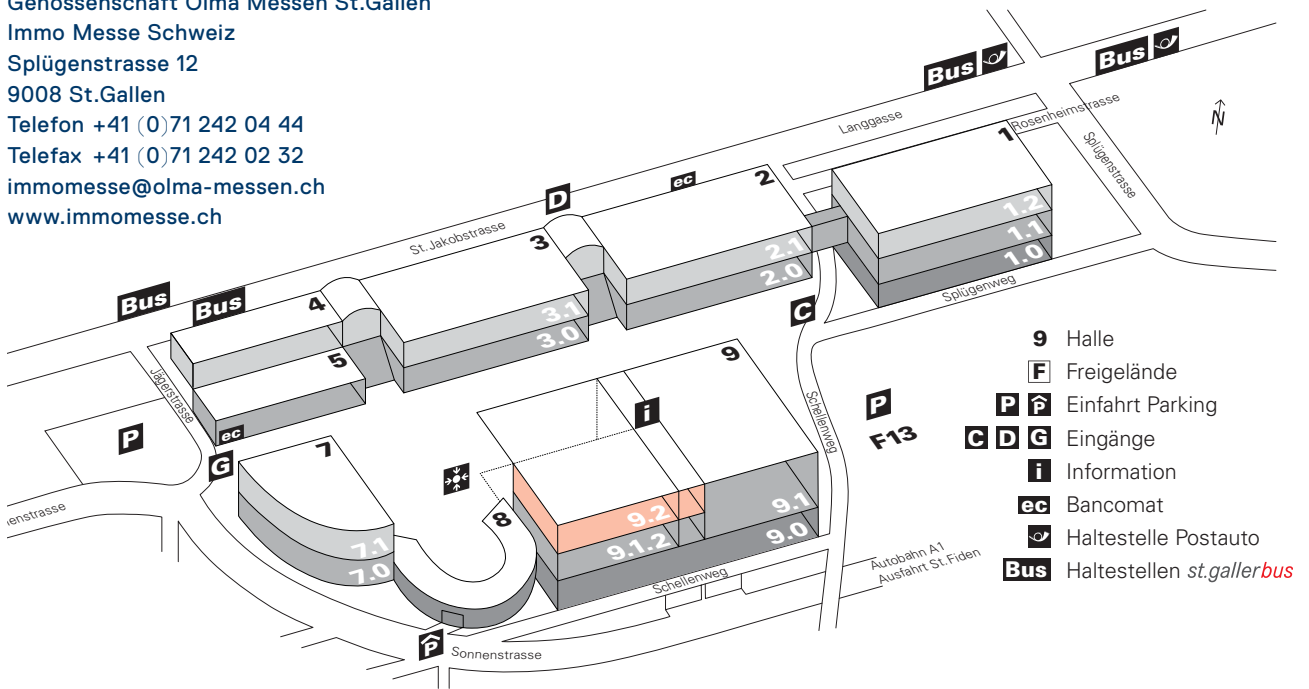 Genossenschaft Olma Messen St.Gallen
Immo Messe Schweiz
Splügenstrasse 12
9008 St.Gallen
Telefon +41 (0)71 242 04 44
Telefax +41 (0)71 242 02 32
immomesse@olma-messen.ch
www.immomesse.ch
Bus
Bus
Langgasse
Rosenheimstrasse
Splügenstrasse
N
1
1.2
1.1
1.0
Splügenweg
2
ec
2.1
2.0
D
St. Jakobstrasse
3
3.1
3.0
C
Bus
Bus
4
5
Jägerstrasse
P
ec
G
enstrasse
7
7.1
7.0
8
9
i
9.2
9.1.2
9.1
9.0
Schellenweg
P
F13
Schellenweg
Autobahn A1
Ausfahrt St. Fiden
P
Sonnenstrasse
9 Halle
F Freigelände
P P Einfahrt Parking
C D G Eingänge
i Information
ec Bancomat
Haltestelle Postauto
Bus Haltestellen st.gallerbus